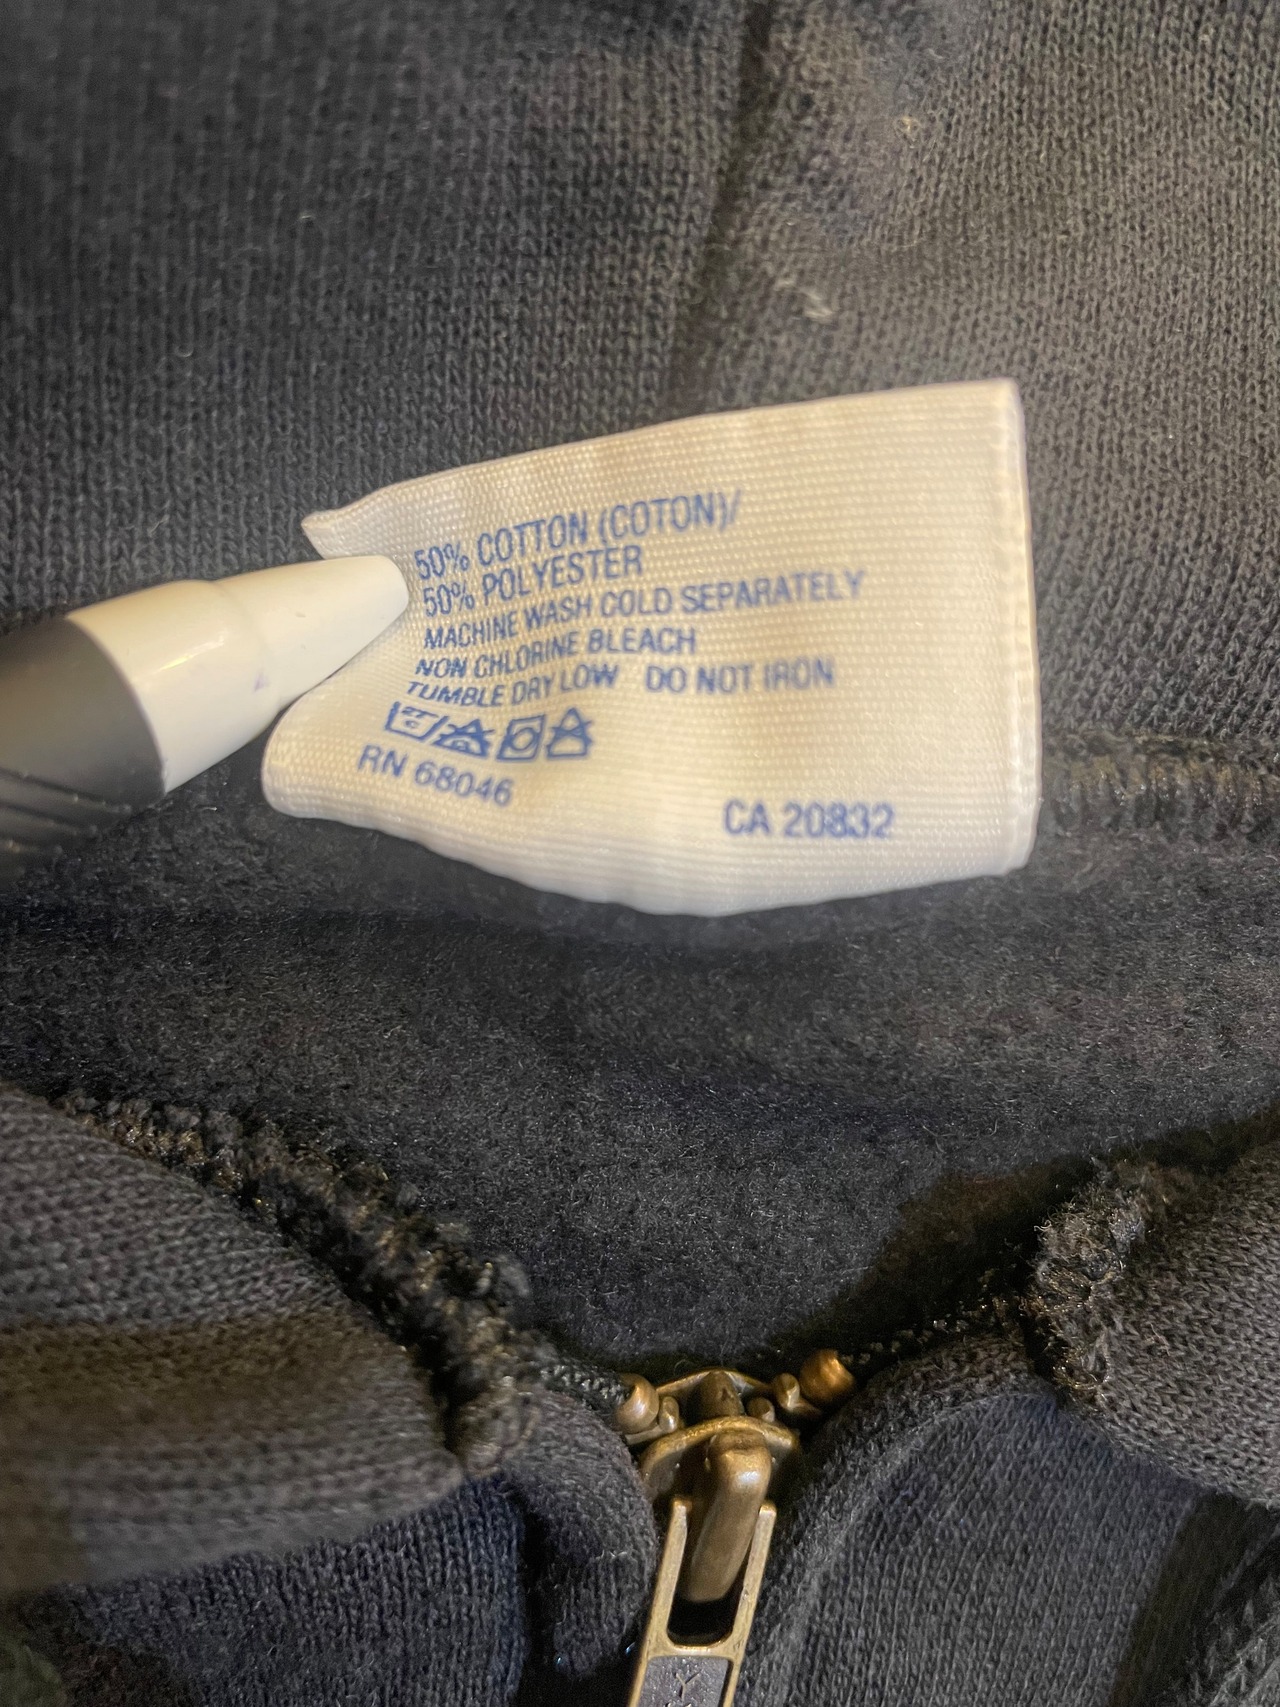 50% COTTON (COTON)/
50% POLYESTER
MACHINE WASH COLD SEPARATELY
NON CHLORINE BLEACH
TUMBLE DRY LOW DO NOT IRON
RN 68046
CA 20832